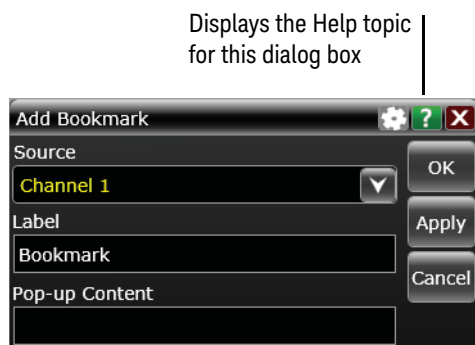 Displays the Help topic
for this dialog box
Add Bookmark
?
X
Source
Channel 1
OK
Label
Apply
Bookmark
Cancel
Pop-up Content